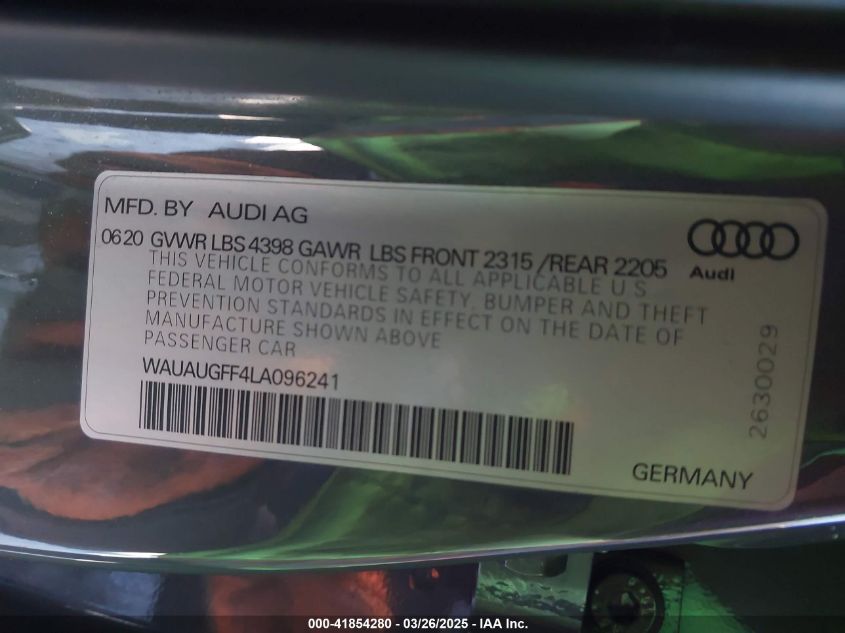 MFD. BY AUDI AG
0620 GVWR LBS 4398 GAWR LBS FRONT 2315 /REAR 2205
THIS VEHICLE CONFORMS TO ALL APPLICABLE U S
FEDERAL MOTOR VEHICLE SAFETY, BUMPER AND THEFT
PREVENTION STANDARDS IN EFFECT ON THE DATE OF
MANUFACTURE SHOWN ABOVE
PASSENGER CAR
WAUAUGFF4LA096241
Audi
2630029
GERMANY
000-41854280 - 03/26/2025 - IAA Inc.